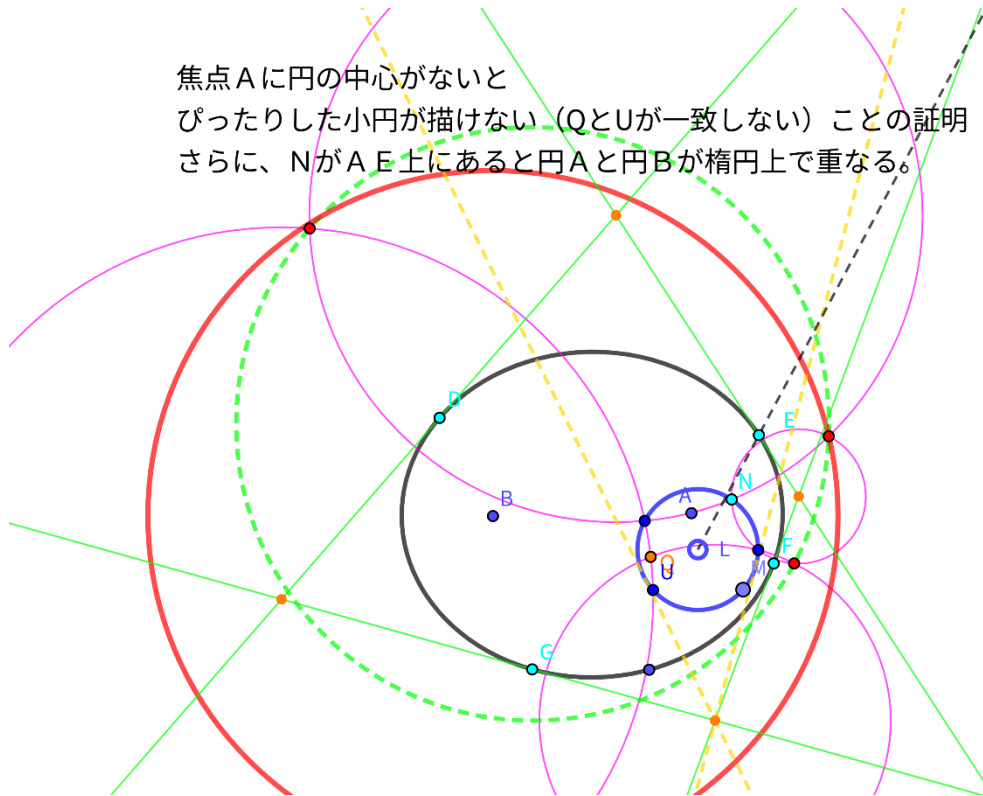 焦点Aに円の中心がないと
ぴったりした小円が描けない（QとUが一致しない）ことの証明
さらに、NがAE上にあると円Aと円Bが楕円上で重なる。
D
E
N
A
B
L
F
Q
U
M
G